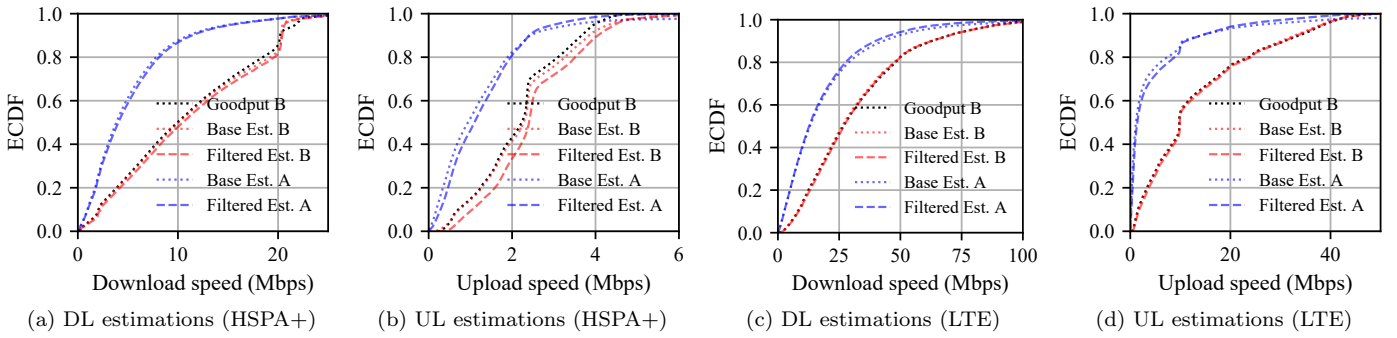 ECDF
1.0
0.8
0.6
0.4
0.2
0.0
0
10
20
Goodput B
Base Est. B
Filtered Est. B
Base Est. A
Filtered Est. A
Download speed (Mbps)
(a) DL estimations (HSPA+)
ECDF
1.0
0.8
0.6
0.4
0.2
0.0
0
2
4
6
Goodput B
Base Est. B
Filtered Est. B
Base Est. A
Filtered Est. A
Upload speed (Mbps)
(b) UL estimations (HSPA+)
ECDF
1.0
0.8
0.6
0.4
0.2
0.0
0
25
50
75
100
Goodput B
Base Est. B
Filtered Est. B
Base Est. A
Filtered Est. A
Download speed (Mbps)
(c) DL estimations (LTE)
ECDF
1.0
0.8
0.6
0.4
0.2
0.0
0
20
40
Goodput B
Base Est. B
Filtered Est. B
Base Est. A
Filtered Est. A
Upload speed (Mbps)
(d) UL estimations (LTE)